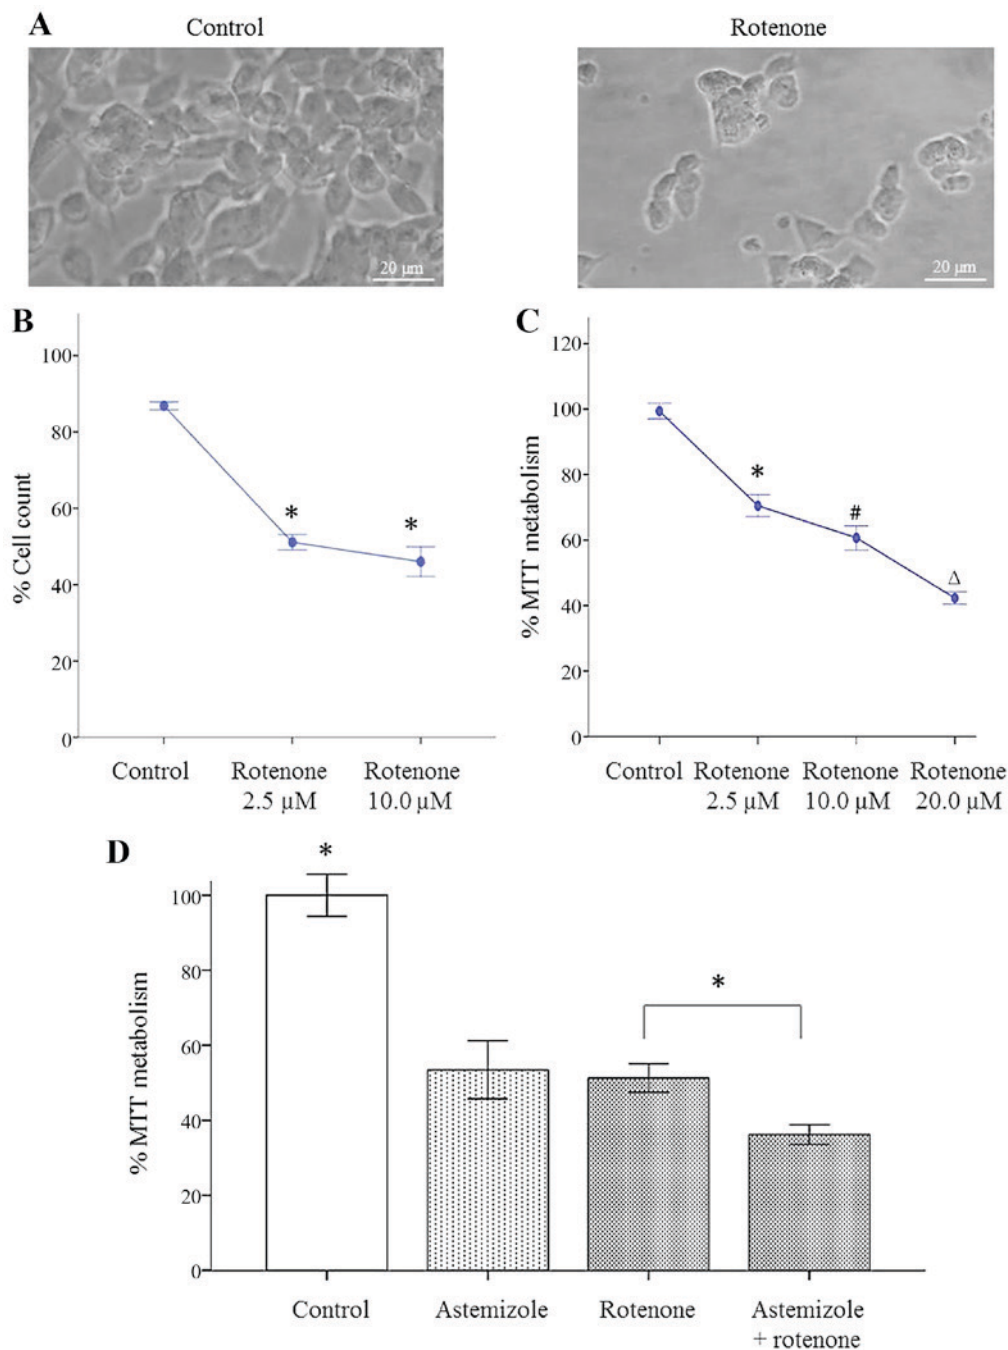 A
Control
Rotenone
20 µm
20 µm
B
% Cell count
100
80
60
40
20
0
*
*
Control
Rotenone
2.5 µM
Rotenone
10.0 µM
C
% MTT metabolism
120
100
80
60
40
20
0
*
#
Δ
Control
Rotenone
2.5 µM
Rotenone
10.0 µM
Rotenone
20.0 µM
D
% MTT metabolism
100
80
60
40
20
0
*
*
Control
Astemizole
Rotenone
Astemizole
+ rotenone